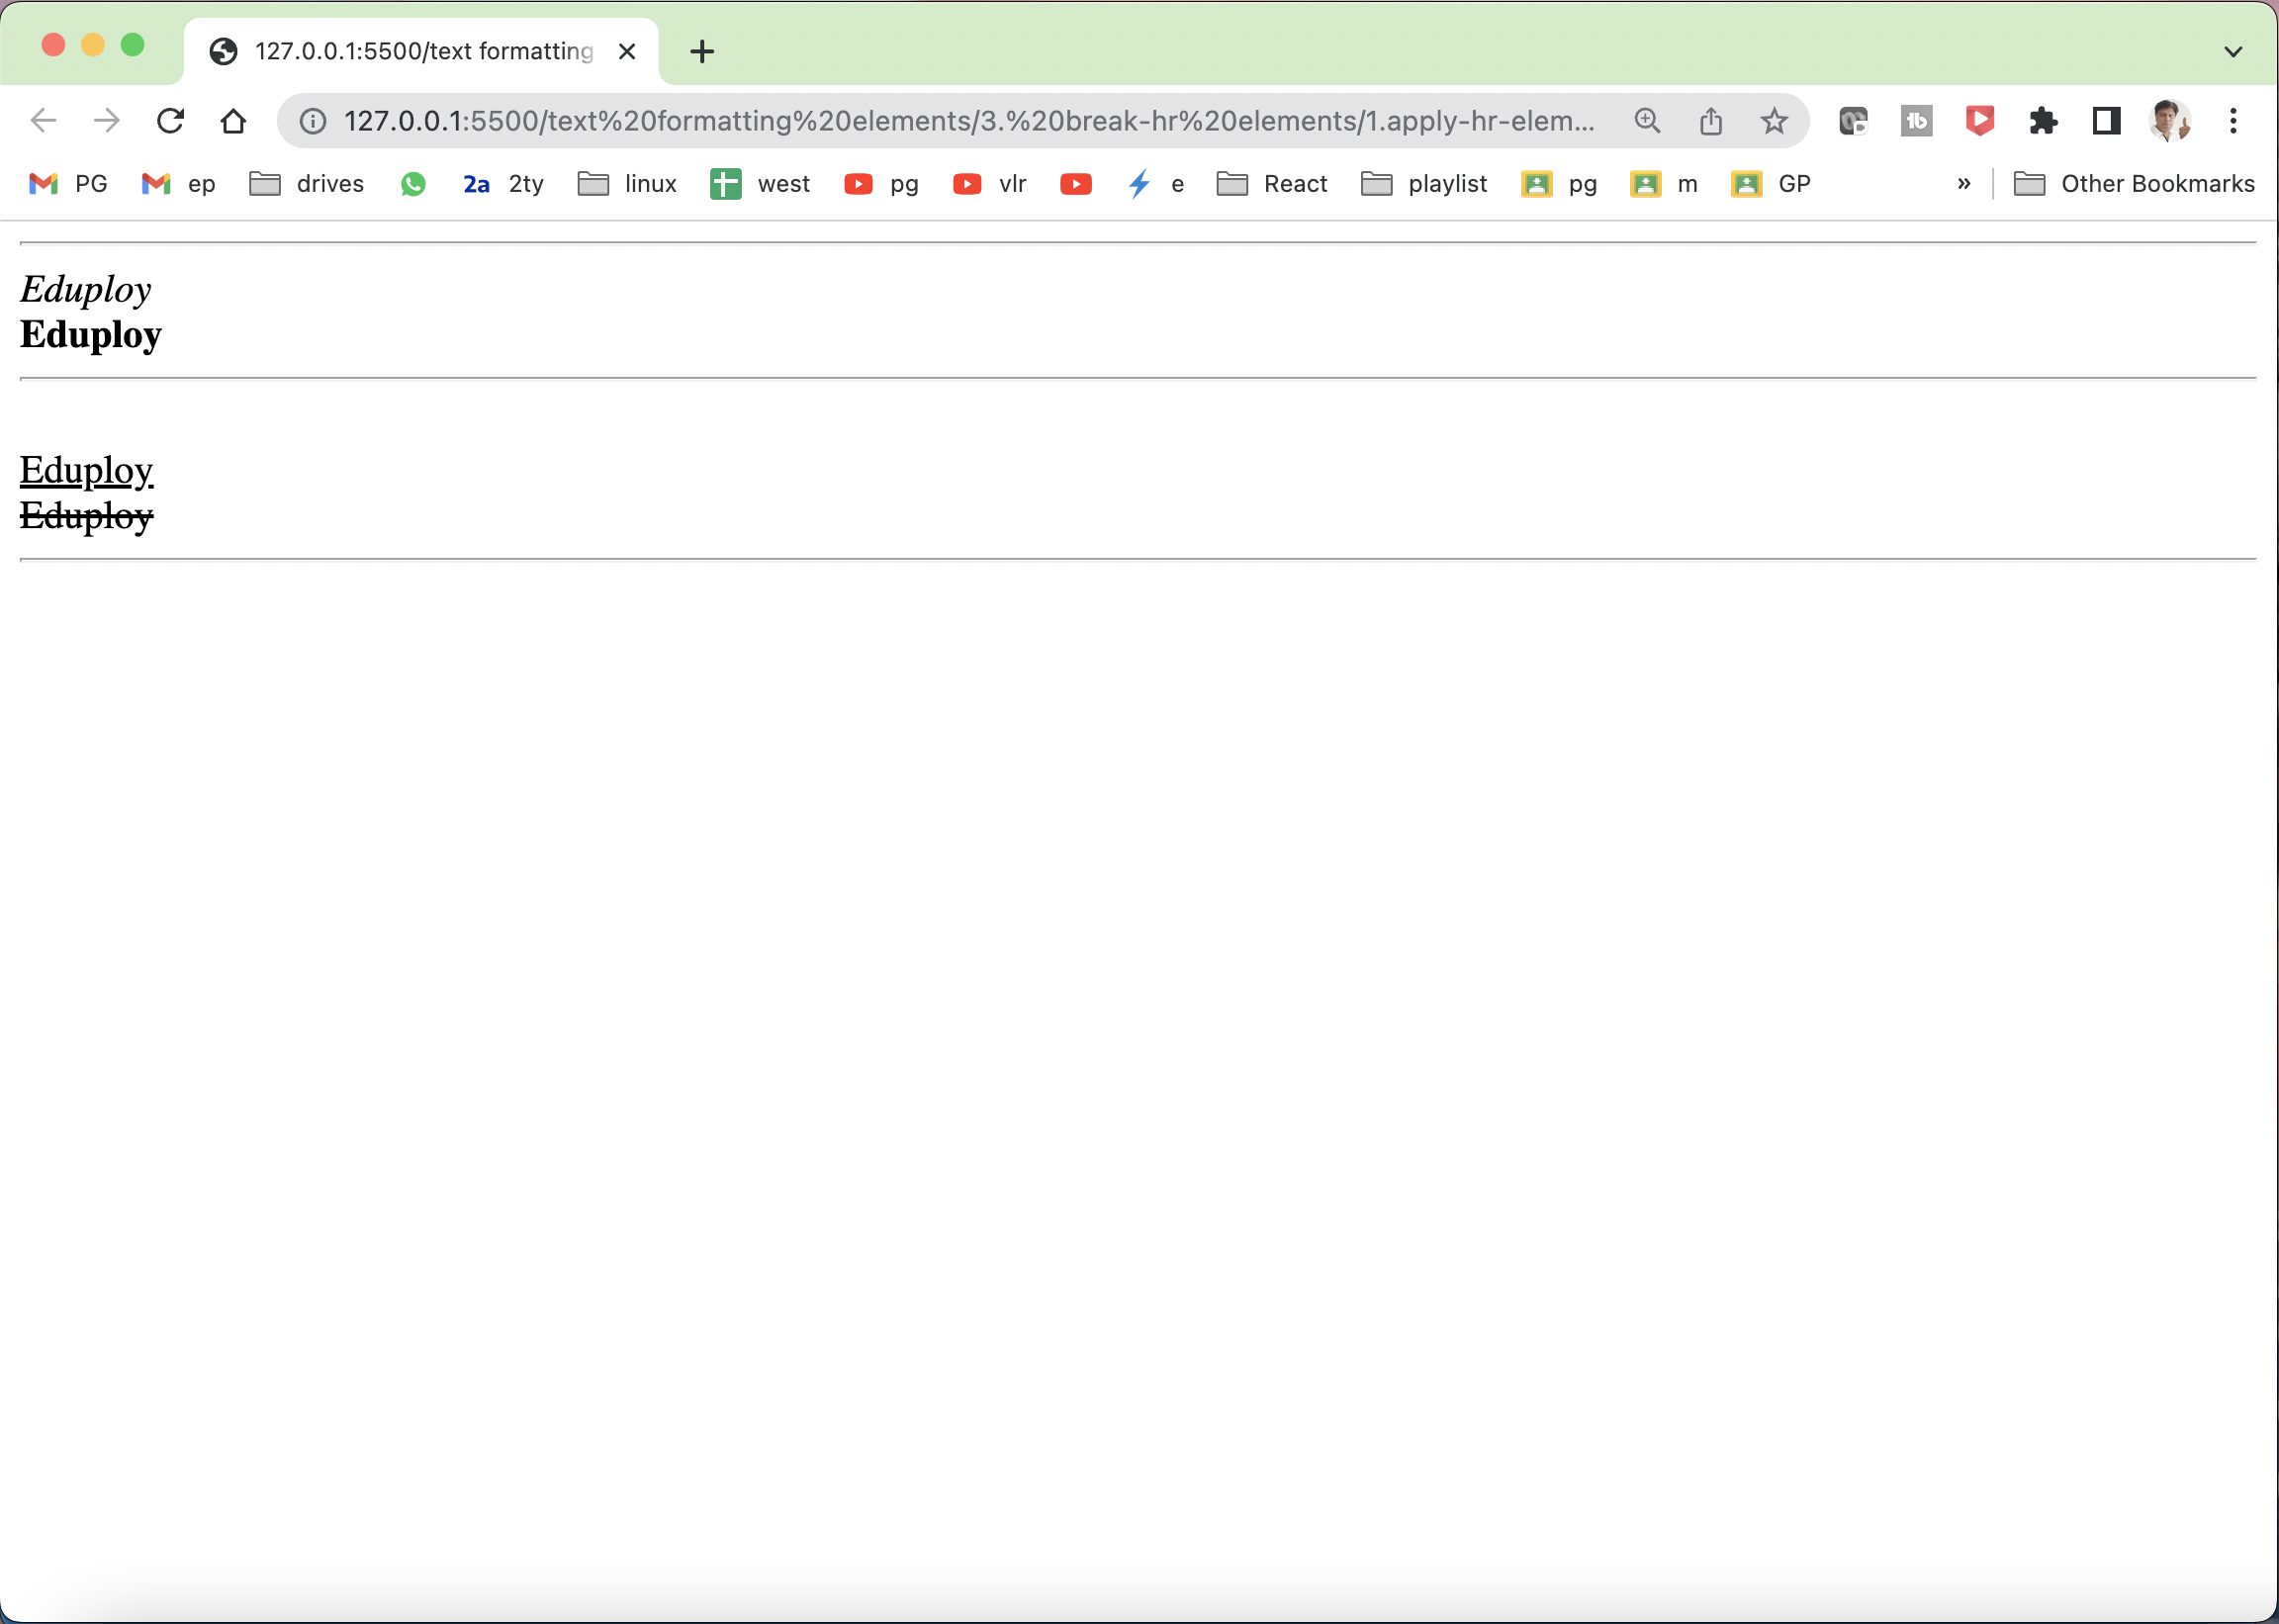 127.0.0.1:5500/text formatting
127.0.0.1:5500/text%20formatting%20elements/3.%20break-hr%20elements/1.apply-hr-elem...
PG ep drives 2a 2ty linux west pg vlr e React playlist pg m GP » Other Bookmarks
Eduploy
Eduploy
Eduploy
Eduploy